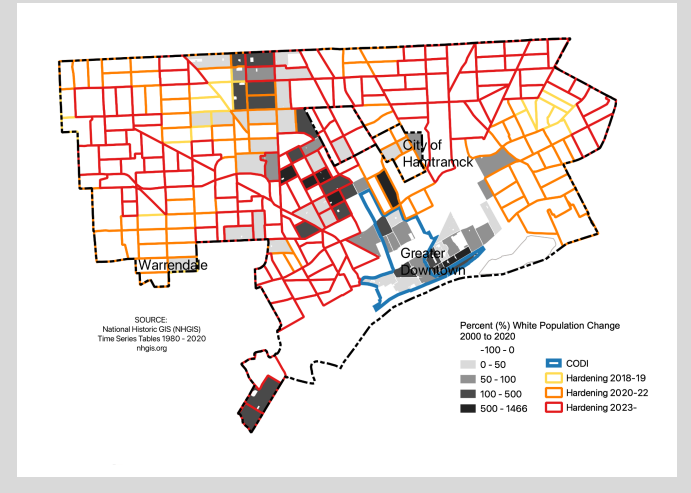 City of
Hamtramck
Greater
Downtown
Warrendale
SOURCE:
National Historic GIS (NHGIS)
Time Series Tables 1980 - 2020
nhgis.org
Percent (%) White Population Change
2000 to 2020
-100 - 0
0 - 50
50 - 100
100 - 500
500 - 1466
CODI
Hardening 2018-19
Hardening 2020-22
Hardening 2023-